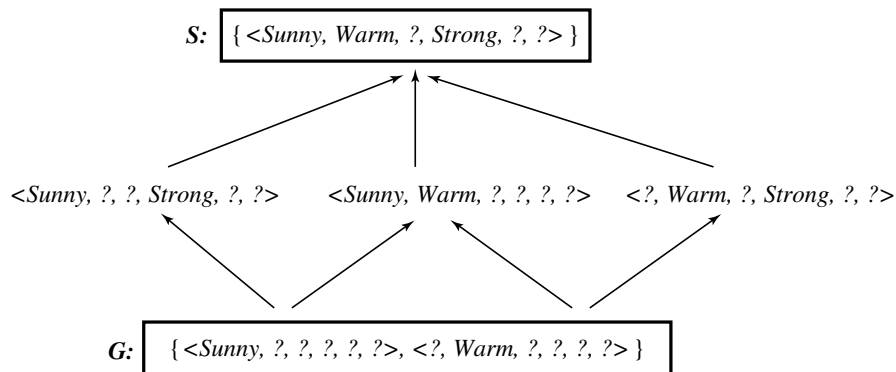 S: { <Sunny, Warm, ?, Strong, ?, ?> }
<Sunny, ?, ?, Strong, ?, ?> <Sunny, Warm, ?, ?, ?, ?> <?, Warm, ?, Strong, ?, ?>
G: { <Sunny, ?, ?, ?, ?, ?>, <?, Warm, ?, ?, ?, ?> }